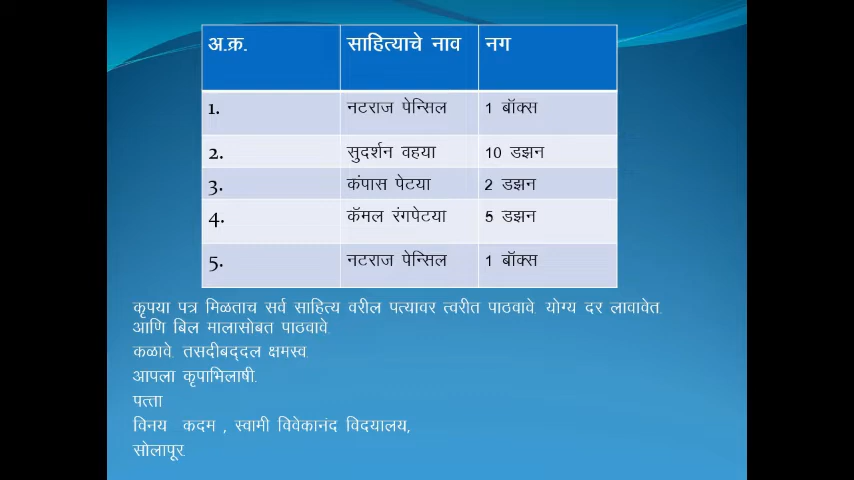 अ.क्र. साहित्याचे नाव नग
1. नटराज पेन्सिल 1 बॉक्स
2. सुदर्शन वहया 10 डझन
3. कंपास पेटया 2 डझन
4. कॅमल रंगपेटया 5 डझन
5. नटराज पेन्सिल 1 बॉक्स
कृपया पत्र मिळताच सर्व साहित्य वरील पत्यावर त्वरीत पाठवावे. योग्य दर लावावेत.
आणि बिल मालासोबत पाठवावे.
कळावे. तसदीबद्दल क्षमस्व.
आपला कृपाभिलाषी.
पत्ता
विनय कदम , स्वामी विवेकानंद विदयालय,
सोलापूर.